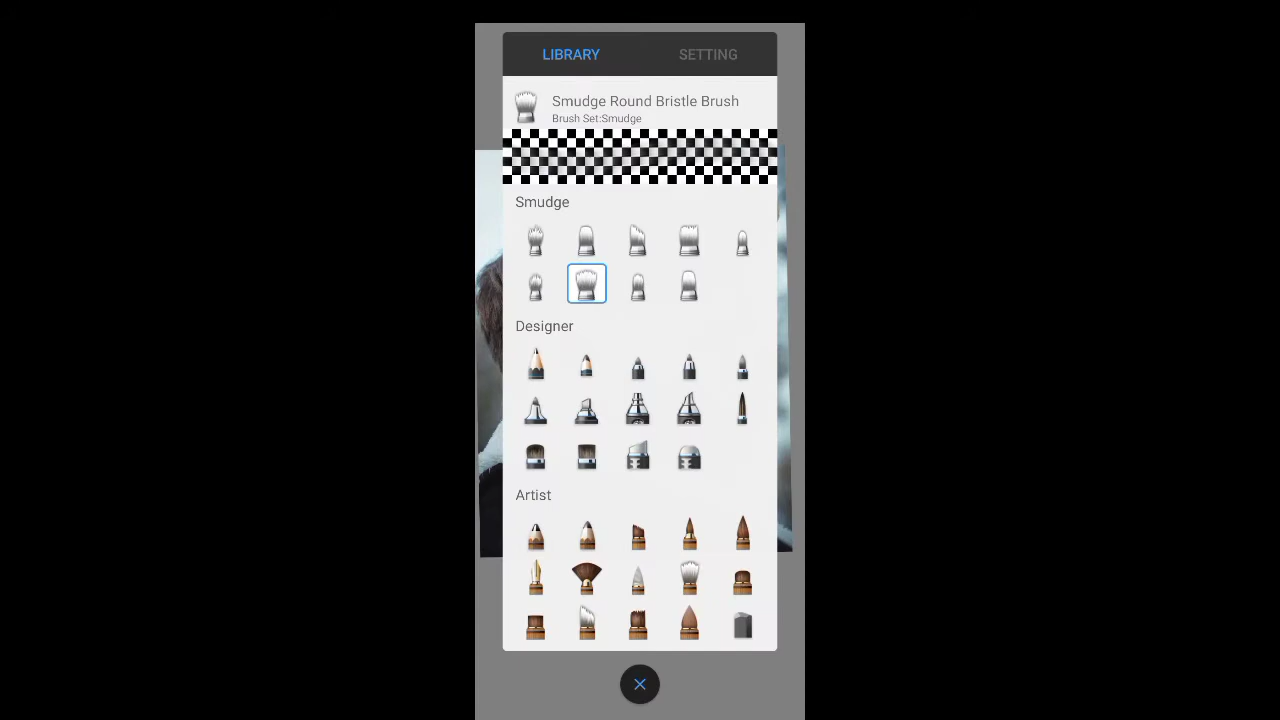 LIBRARY SETTING
Smudge Round Bristle Brush
Brush Set:Smudge
Smudge
Designer
Artist